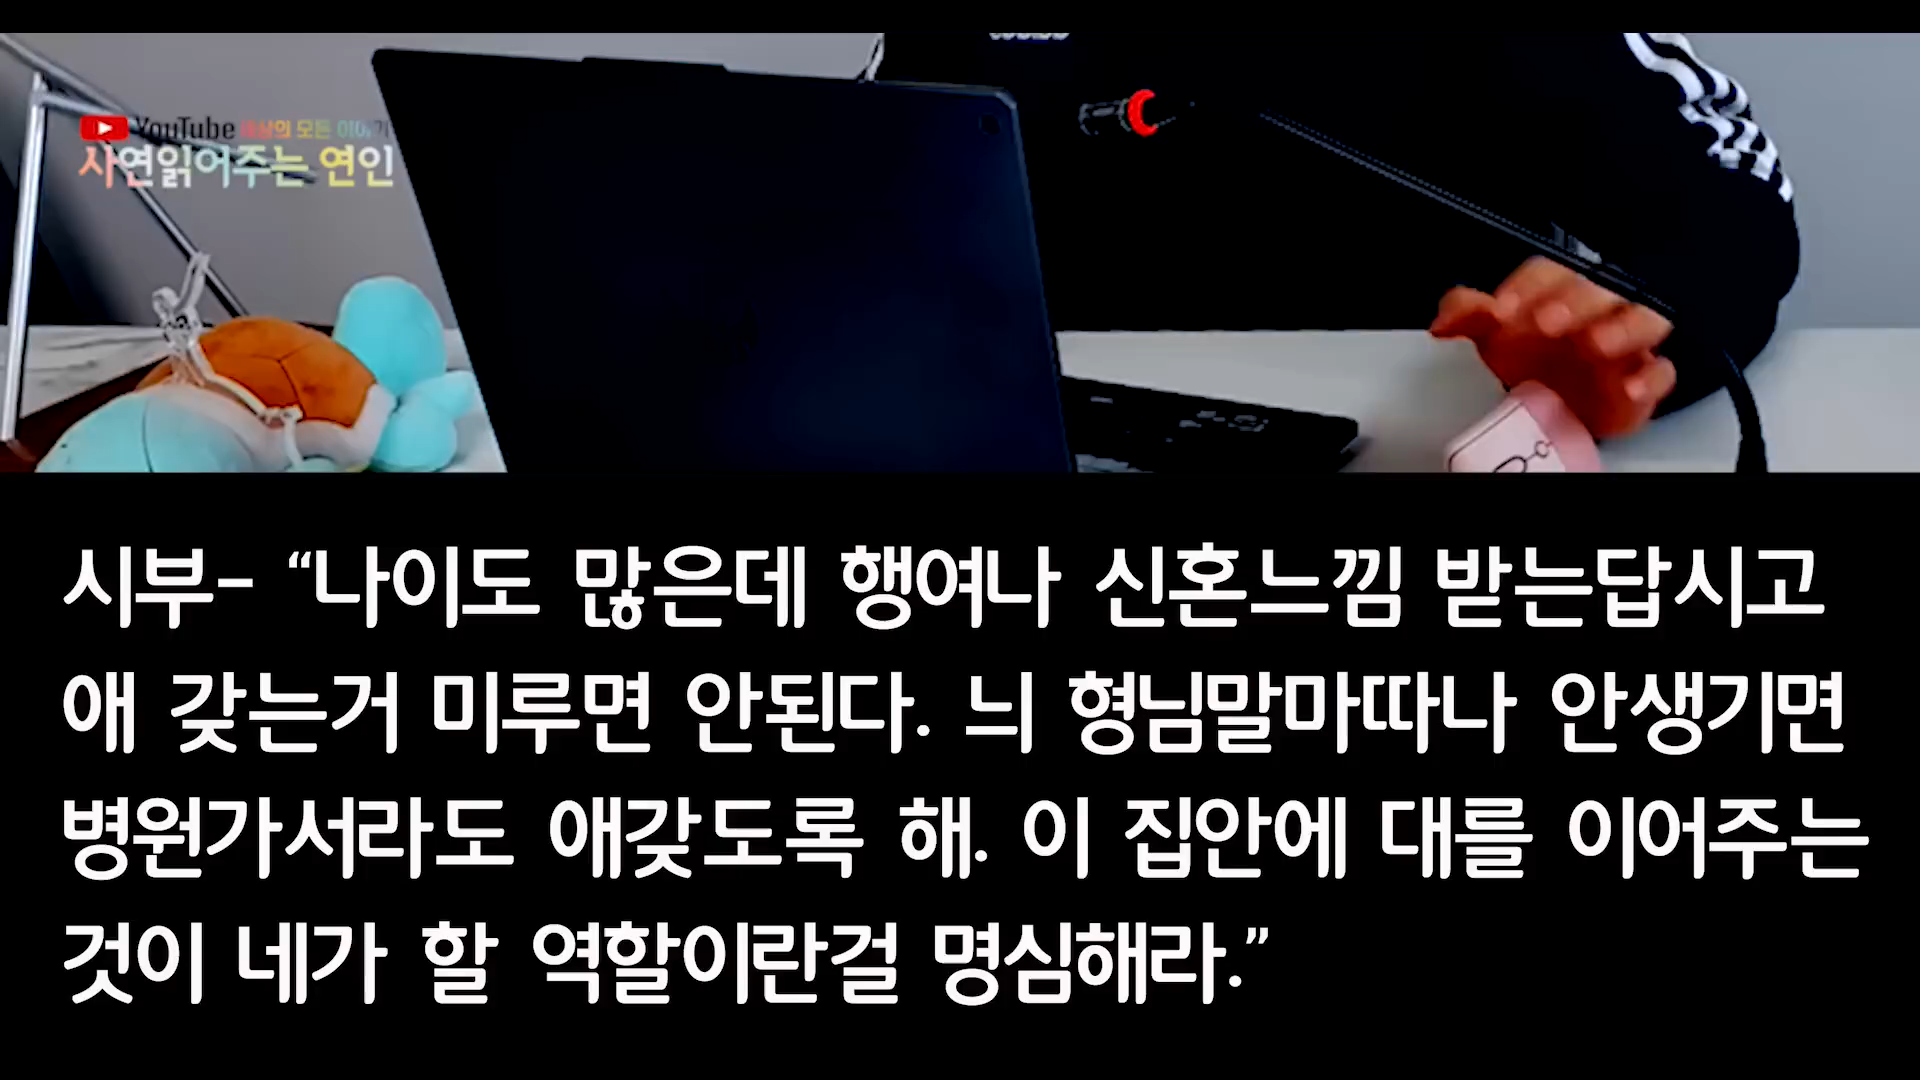 YouTube 세상의 모든 이야기
사연읽어주는 연인
시부- “나이도 많은데 행여나 신혼느낌 받는답시고
애 갖는거 미루면 안된다. 늬 형님말마따나 안생기면
병원가서라도 애갖도록 해. 이 집안에 대를 이어주는
것이 네가 할 역할이란걸 명심해라.”